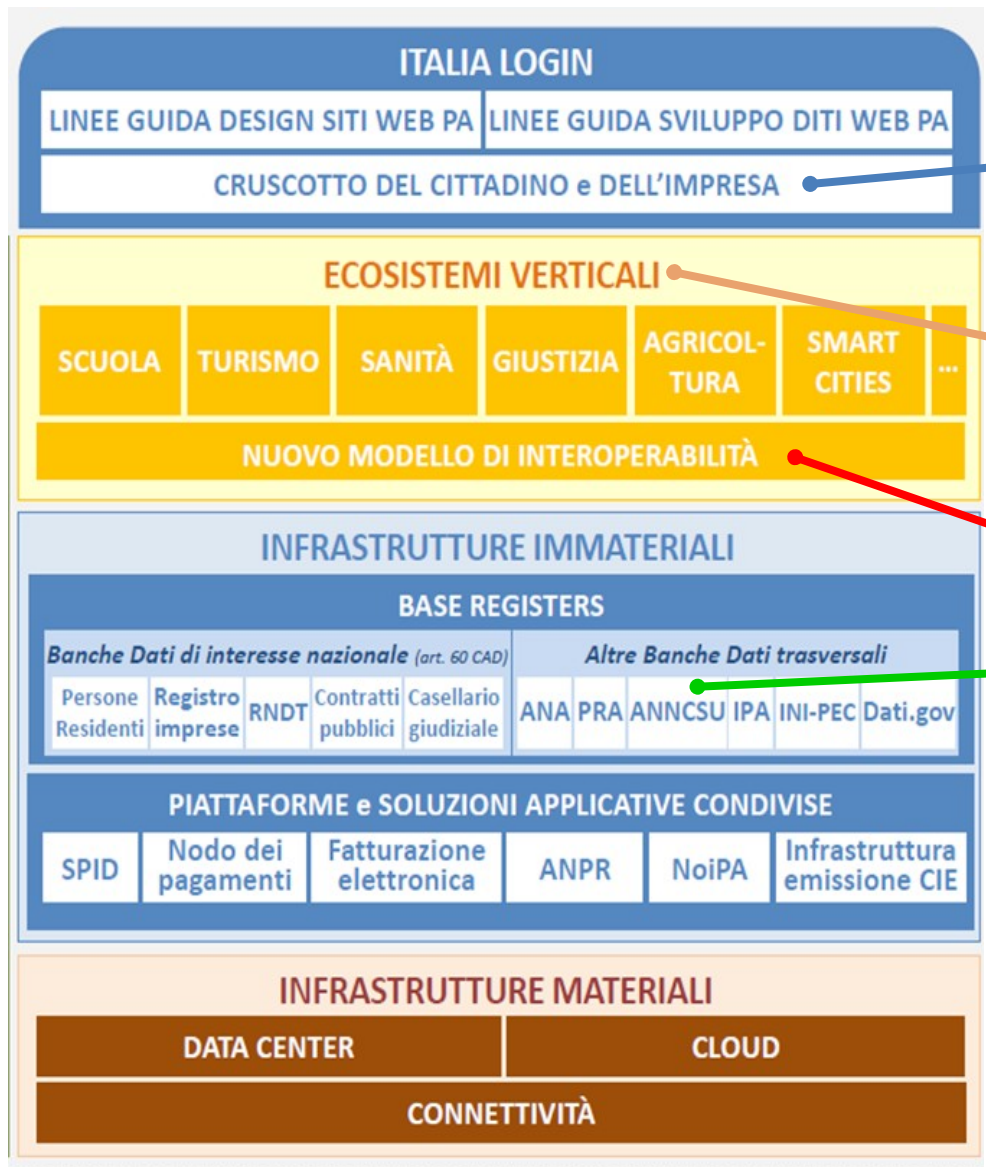 ITALIA LOGIN
LINEE GUIDA DESIGN SITI WEB PA
LINEE GUIDA SVILUPPO DITI WEB PA
CRUSCOTTO DEL CITTADINO e DELL'IMPRESA
ECOSISTEMI VERTICALI
SCUOLA
TURISMO
SANITÀ
GIUSTIZIA
AGRICOL-
TURA
SMART
CITIES
...
NUOVO MODELLO DI INTEROPERABILITÀ
INFRASTRUTTURE IMMATERIALI
BASE REGISTERS
Banche Dati di interesse nazionale (art. 60 CAD)
Persone
Residenti
Registro
imprese
RNDT
Contratti
pubblici
Casellario
giudiziale
Altre Banche Dati trasversali
ANA
PRA
ANNCSU
IPA
INI-PEC
Dati.gov
PIATTAFORME e SOLUZIONI APPLICATIVE CONDIVISE
SPID
Nodo dei
pagamenti
Fatturazione
elettronica
ANPR
NoiPA
Infrastruttura
emissione CIE
INFRASTRUTTURE MATERIALI
DATA CENTER
CLOUD
CONNETTIVITÀ